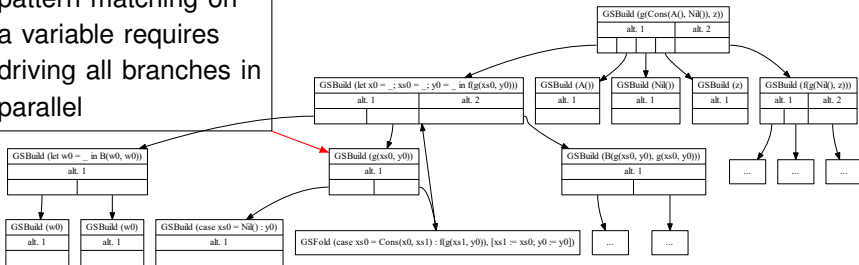 pattern matching on
a variable requires
driving all branches in
parallel
GSBuild (g(Cons(A(), Nil()), z))
alt. 1 alt. 2
GSBuild (let x0 = _; xs0 = _; y0 = _ in f(g(xs0, y0)))
alt. 1 alt. 2
GSBuild (A())
alt. 1
GSBuild (Nil())
alt. 1
GSBuild (z)
alt. 1
GSBuild (f(g(Nil(), z)))
alt. 1 alt. 2
GSBuild (let w0 = _ in B(w0, w0))
alt. 1
GSBuild (g(xs0, y0))
alt. 1
GSBuild (B(g(xs0, y0), g(xs0, y0)))
alt. 1
... ... ...
GSBuild (w0)
alt. 1
GSBuild (w0)
alt. 1
GSBuild (case xs0 = Nil() : y0)
alt. 1
GSFold (case xs0 = Cons(x0, xs1) : f(g(xs1, y0)), [xs1 := xs0; y0 := y0])
... ...